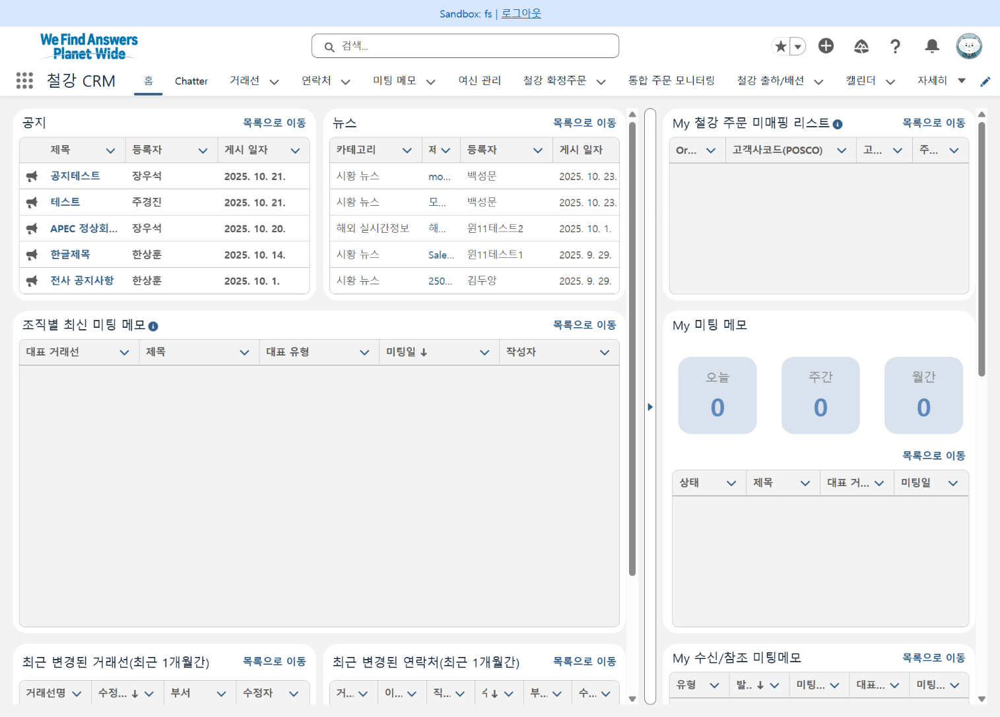 Sandbox: fs | 로그아웃
We Find Answers
Planet Wide
검색...
철강 CRM
홈
Chatter
거래선
연락처
미팅 메모
여신 관리
철강 확정주문
통합 주문 모니터링
철강 출하/배선
캘린더
자세히
공지
목록으로 이동
제목 등록자 게시 일자
공지테스트 장우석 2025. 10. 21.
테스트 주경진 2025. 10. 21.
APEC 정상회... 장우석 2025. 10. 20.
한글제목 한상훈 2025. 10. 14.
전사 공지사항 한상훈 2025. 10. 1.
뉴스
목록으로 이동
카테고리 등록자 게시 일자
시황 뉴스 mo... 백성문 2025. 10. 23.
시황 뉴스 모... 백성문 2025. 10. 23.
해외 실시간정보 해... 윈11테스트2 2025. 10. 1.
시황 뉴스 Sale... 윈11테스트1 2025. 9. 29.
시황 뉴스 250... 김두앙 2025. 9. 29.
My 철강 주문 미매핑 리스트
목록으로 이동
Or... 고객사코드(POSCO) 고... 주...
조직별 최신 미팅 메모
목록으로 이동
대표 거래선 제목 대표 유형 미팅일 작성자
My 미팅 메모
오늘
0
주간
0
월간
0
목록으로 이동
상태 제목 대표 거... 미팅일
최근 변경된 거래선(최근 1개월간)
목록으로 이동
거래선명 수정... 부서 수정자
최근 변경된 연락처(최근 1개월간)
목록으로 이동
거... 이... 직... 부... 수...
My 수신/참조 미팅메모
목록으로 이동
유형 발.. 미팅... 대표... 미팅...